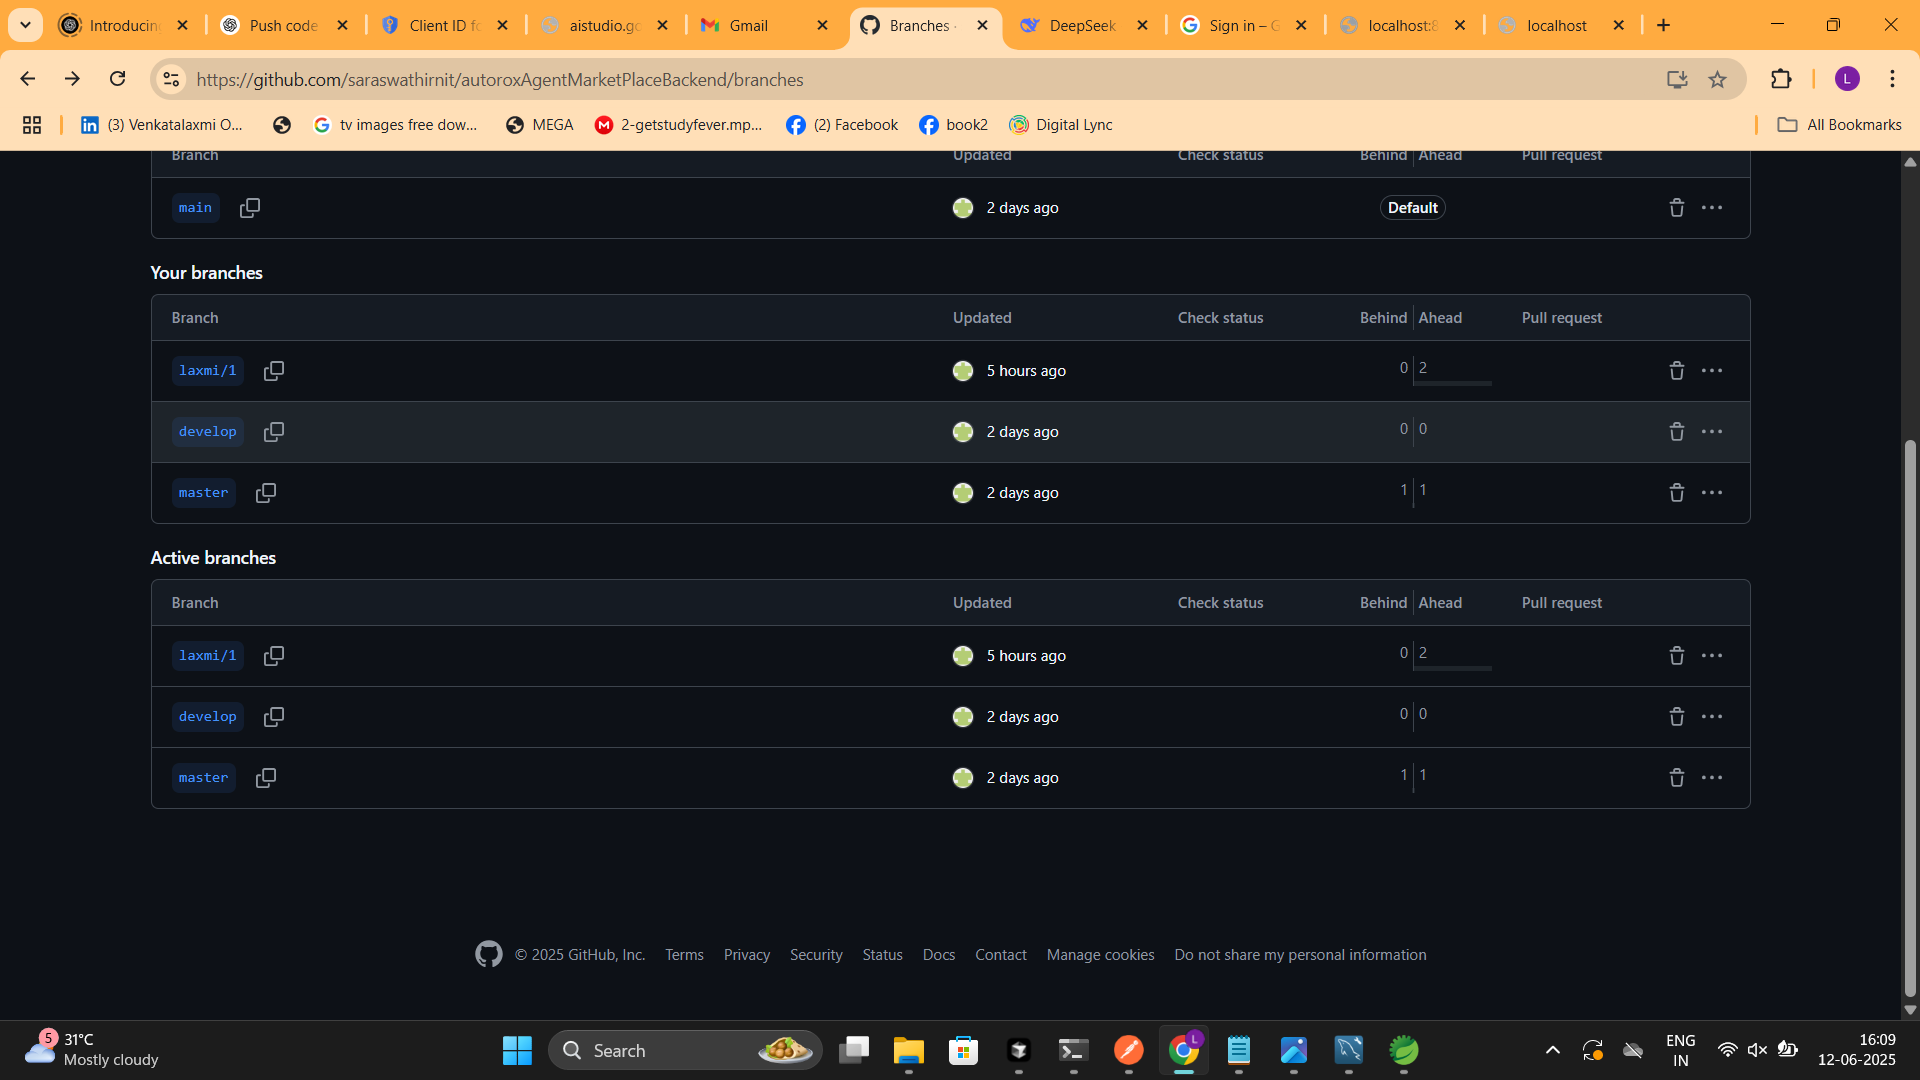 Introducin
Push code
Client ID fo
aistudio.go
Gmail
Branches ·
DeepSeek
Sign in – G
localhost:8
localhost
https://github.com/saraswathirnit/autoroxAgentMarketPlaceBackend/branches
L
(3) Venkatalaxmi O...
tv images free dow...
MEGA
2-getstudyfever.mp...
(2) Facebook
book2
Digital Lync
All Bookmarks
Branch Updated Check status Behind Ahead Pull request
main 2 days ago Default
Your branches
Branch Updated Check status Behind Ahead Pull request
laxmi/1 5 hours ago 0 2
develop 2 days ago 0 0
master 2 days ago 1 1
Active branches
Branch Updated Check status Behind Ahead Pull request
laxmi/1 5 hours ago 0 2
develop 2 days ago 0 0
master 2 days ago 1 1
© 2025 GitHub, Inc. Terms Privacy Security Status Docs Contact Manage cookies Do not share my personal information
5
31°C
Mostly cloudy
Search
L
ENG
IN
16:09
12-06-2025